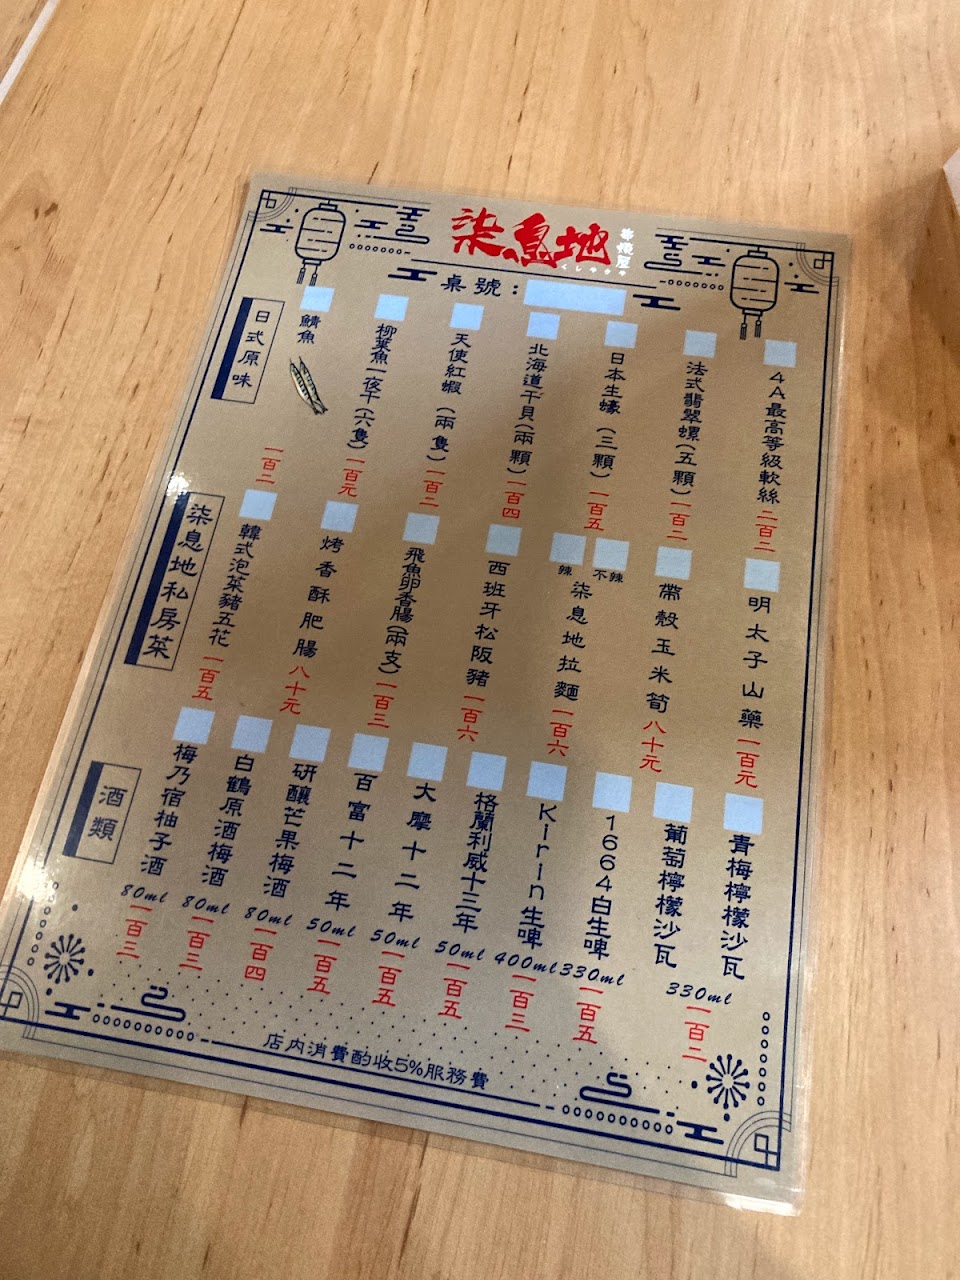 柒息地
串燒屋
くしやきや
桌號：
日式原味
鯖魚 一百二
柳葉魚一夜干(六隻) 一百元
天使紅蝦（兩隻） 一百二
北海道干貝(兩顆) 一百四
日本生蠔（三顆） 一百五
法式翡翠螺(五顆) 一百二
4A最高等級軟絲 二百二
柒息地私房菜
韓式泡菜豬五花 一百五
烤香酥肥腸 八十元
飛魚卵香腸(兩支) 一百三
西班牙松阪豬 一百六
辣 不辣
柒息地拉麵 一百六
帶殼玉米筍 八十元
明太子山藥 一百元
酒類
梅乃宿柚子酒 80ml 一百三
白鶴原酒梅酒 80ml 一百三
研釀芒果梅酒 80ml 一百四
百富十二年 50ml 一百五
大摩十二年 50ml 一百五
格蘭利威十三年 50ml 一百五
Kirin生啤 400ml 一百三
1664白生啤 330ml 一百五
葡萄檸檬沙瓦
青梅檸檬沙瓦
330ml 一百二
店內消費酌收5%服務費